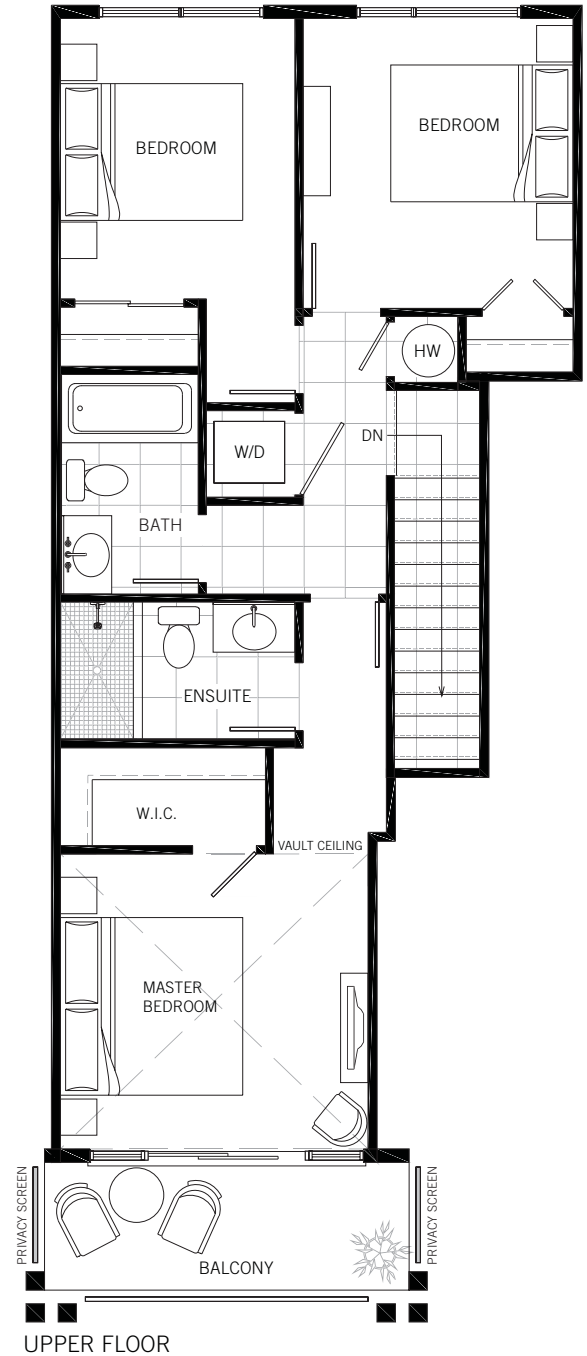 BEDROOM
BEDROOM
HW
W/D
DN
BATH
ENSUITE
W.I.C.
VAULT CEILING
MASTER
BEDROOM
PRIVACY SCREEN
PRIVACY SCREEN
BALCONY
UPPER FLOOR